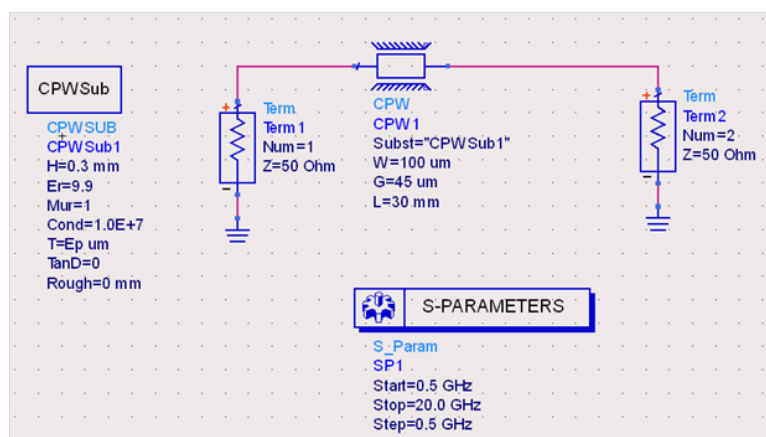 CPWSub
CPWSUB
CPWSub1
H=0.3 mm
Er=9.9
Mur=1
Cond=1.0E+7
T=Ep um
TanD=0
Rough=0 mm
+
Term
Term1
Num=1
Z=50 Ohm
-
CPW
CPW1
Subst="CPWSub1"
W=100 um
G=45 um
L=30 mm
+
Term
Term2
Num=2
Z=50 Ohm
-
S-PARAMETERS
S_Param
SP1
Start=0.5 GHz
Stop=20.0 GHz
Step=0.5 GHz